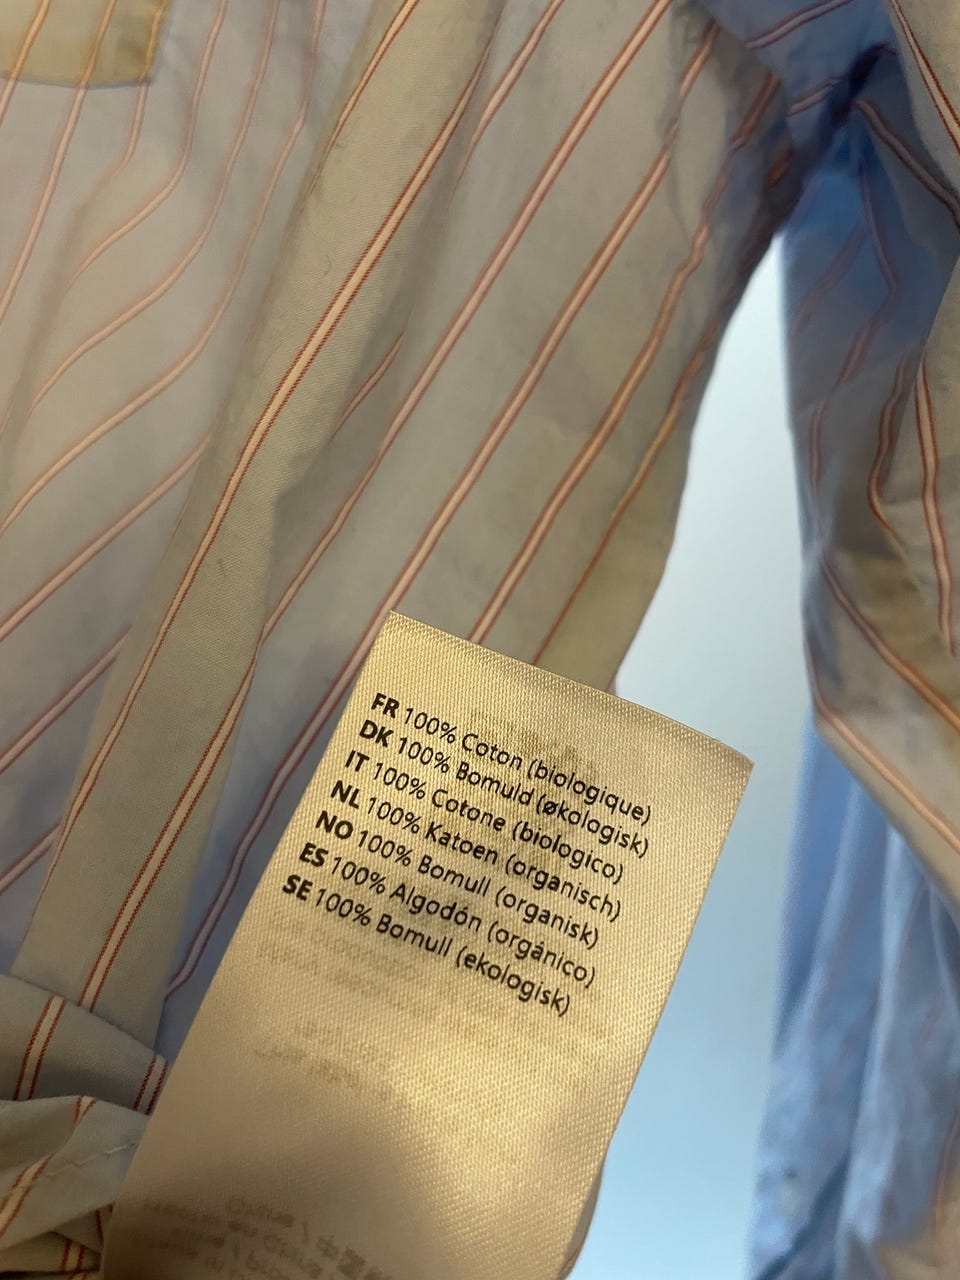 FR 100% Coton (biologique)
DK 100% Bomuld (økologisk)
IT 100% Cotone (biologico)
NL 100% Katoen (organisch)
NO 100% Bomull (organisk)
ES 100% Algodón (orgánico)
SE 100% Bomull (ekologisk)